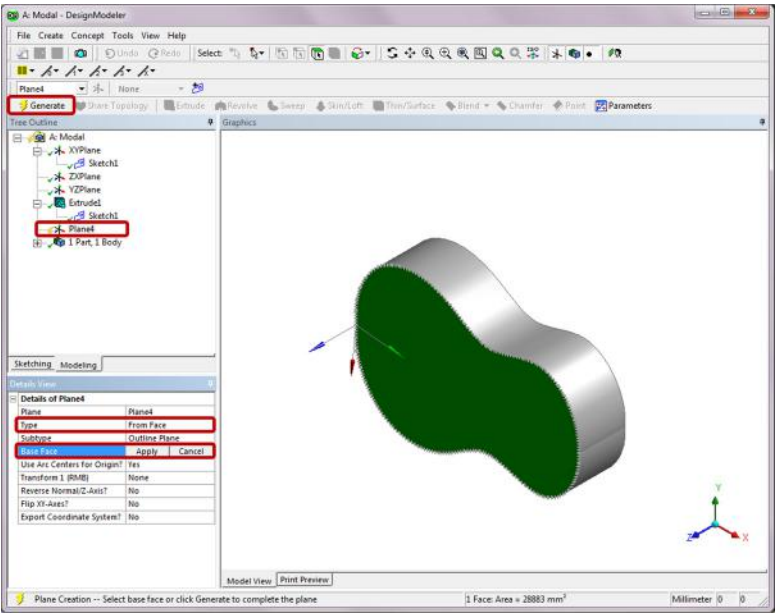 A: Modal - DesignModeler
File Create Concept Tools View Help
Undo Redo Select:
Plane4 None
Generate Share Topology Extrude Revolve Sweep Skin/Loft Thin/Surface Blend Chamfer Point Parameters
Tree Outline Graphics
A: Modal
XYPlane
Sketch1
ZXPlane
YZPlane
Extrude1
Sketch1
Plane4
1 Part, 1 Body
Sketching Modeling
Details View
Details of Plane4
Plane Plane4
Type From Face
Subtype Outline Plane
Base Face Apply Cancel
Use Arc Centers for Origin? Yes
Transform 1 (RMB) None
Reverse Normal/Z-Axis? No
Flip XY-Axes? No
Export Coordinate System? No
Y
Z X
Model View Print Preview
Plane Creation -- Select base face or click Generate to complete the plane 1 Face: Area = 28883 mm² Millimeter 0 0